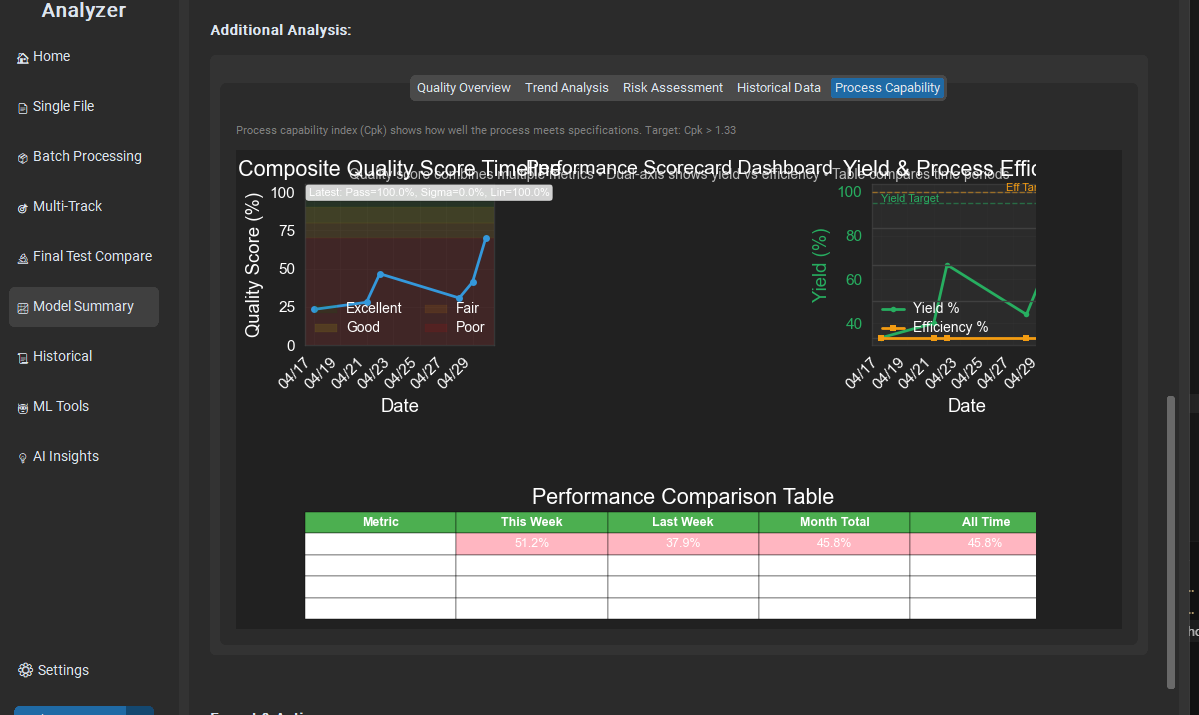 Analyzer
Home
Single File
Batch Processing
Multi-Track
Final Test Compare
Model Summary
Historical
ML Tools
AI Insights
Settings
Additional Analysis:
Quality Overview Trend Analysis Risk Assessment Historical Data Process Capability
Process capability index (Cpk) shows how well the process meets specifications. Target: Cpk > 1.33
Composite Quality Score Timeline
Performance Scorecard Dashboard
Yield & Process Effic
Quality score combines multiple metrics • Dual-axis shows yield vs efficiency • Table compares time periods
Latest: Pass=100.0%, Sigma=0.0%, Lin=100.0%
Quality Score (%)
100
75
50
25
0
Excellent Fair
Good Poor
04/17 04/19 04/21 04/23 04/25 04/27 04/29
Date
Yield (%)
100
80
60
40
Eff Tar
Yield Target
Yield %
Efficiency %
04/17 04/19 04/21 04/23 04/25 04/27 04/29
Date
Performance Comparison Table
Metric This Week Last Week Month Total All Time
51.2% 37.9% 45.8% 45.8%